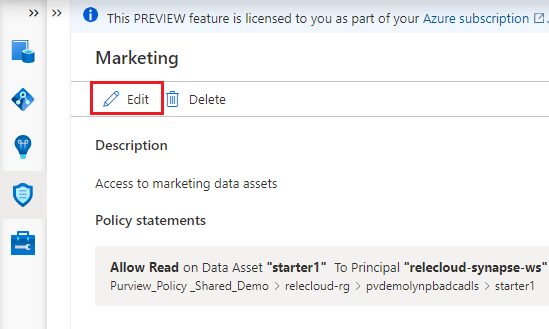 This PREVIEW feature is licensed to you as part of your Azure subscription.
Marketing
Edit Delete
Description
Access to marketing data assets
Policy statements
Allow Read on Data Asset "starter1" To Principal "relecloud-synapse-ws"
Purview_Policy _Shared_Demo > relecloud-rg > pvdemolynpbadcadls > starter1